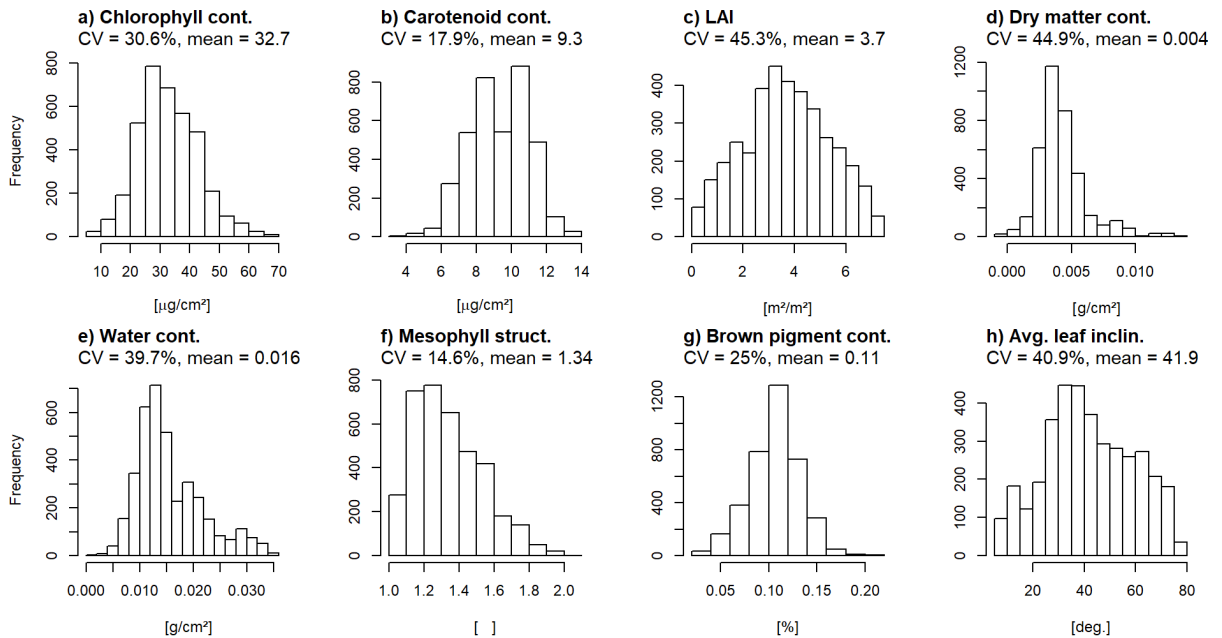 a) Chlorophyll cont.
CV = 30.6%, mean = 32.7
Frequency
0 200 400 600 800
10 20 30 40 50 60 70
[μg/cm²]
b) Carotenoid cont.
CV = 17.9%, mean = 9.3
0 200 400 600 800
4 6 8 10 12 14
[μg/cm²]
c) LAI
CV = 45.3%, mean = 3.7
0 100 200 300 400
0 2 4 6
[m²/m²]
d) Dry matter cont.
CV = 44.9%, mean = 0.004
0 400 800 1200
0.000 0.005 0.010
[g/cm²]
e) Water cont.
CV = 39.7%, mean = 0.016
Frequency
0 200 400 600
0.000 0.010 0.020 0.030
[g/cm²]
f) Mesophyll struct.
CV = 14.6%, mean = 1.34
0 200 400 600 800
1.0 1.2 1.4 1.6 1.8 2.0
[ ]
g) Brown pigment cont.
CV = 25%, mean = 0.11
0 400 800 1200
0.05 0.10 0.15 0.20
[%]
h) Avg. leaf inclin.
CV = 40.9%, mean = 41.9
0 100 200 300 400
20 40 60 80
[deg.]